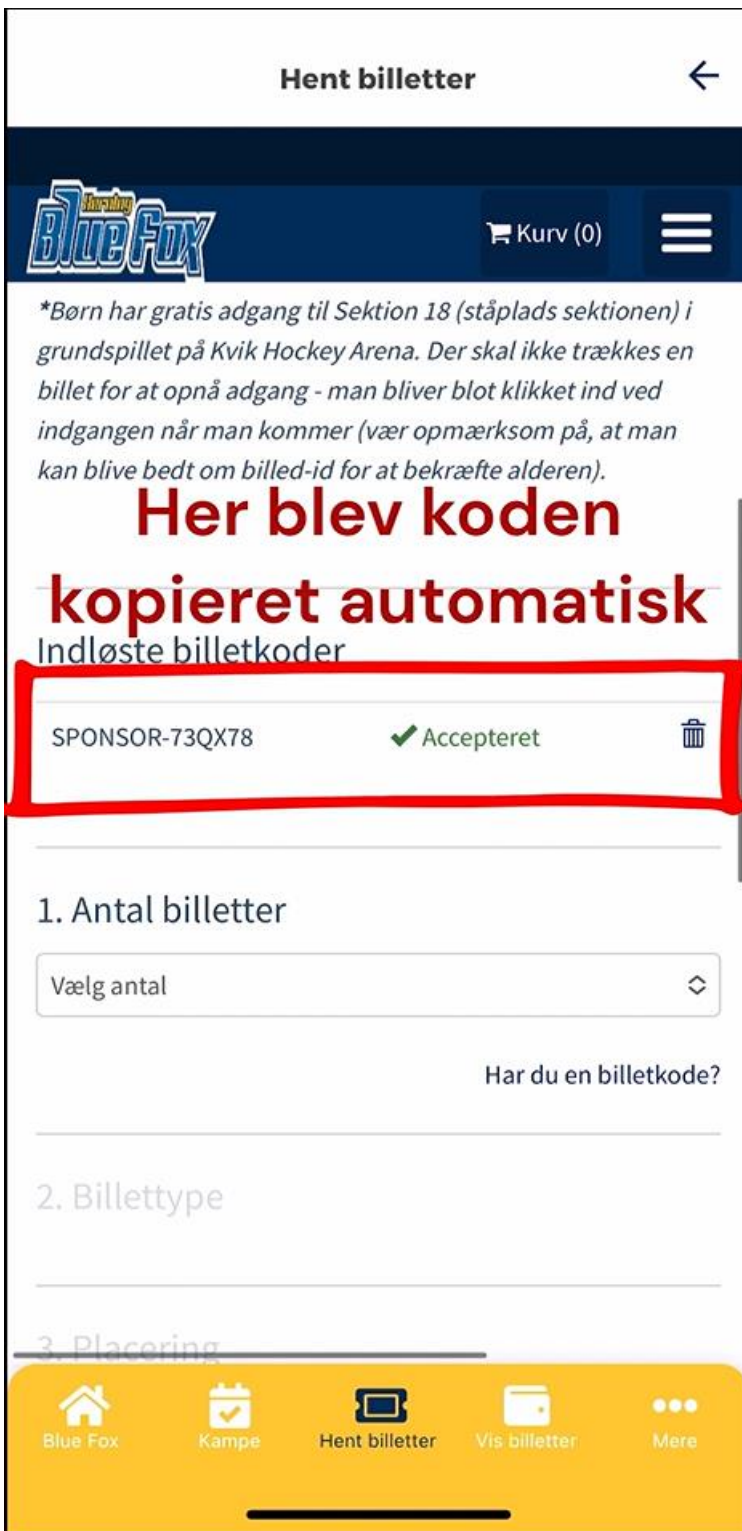 Hent billetter
Herning
Blue Fox
Kurv (0)
*Børn har gratis adgang til Sektion 18 (ståplads sektionen) i
grundspillet på Kvik Hockey Arena. Der skal ikke trækkes en
billet for at opnå adgang - man bliver blot klikket ind ved
indgangen når man kommer (vær opmærksom på, at man
kan blive bedt om billed-id for at bekræfte alderen).
Her blev koden
kopieret automatisk
Indløste billetkoder
SPONSOR-73QX78 Accepteret
1. Antal billetter
Vælg antal
Har du en billetkode?
2. Billettype
3. Placering
Blue Fox Kampe Hent billetter Vis billetter Mere